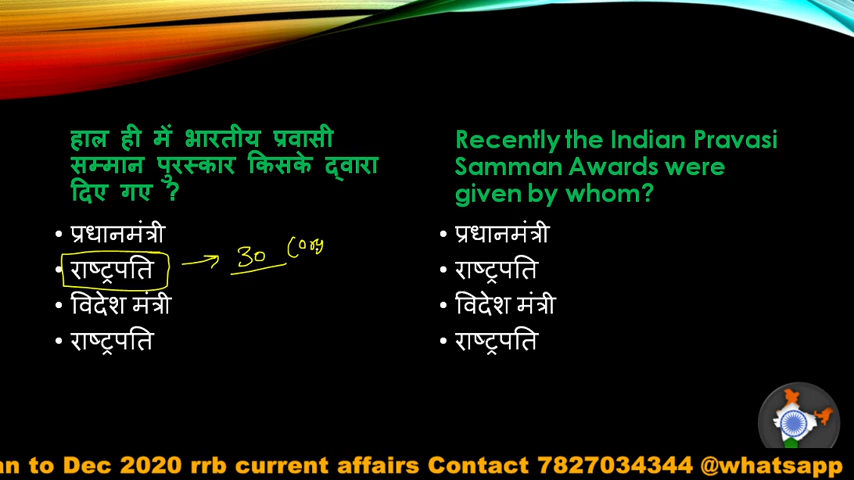 हाल ही में भारतीय प्रवासी
सम्मान पुरस्कार किसके द्वारा
दिए गए ?
• प्रधानमंत्री
• राष्ट्रपति → 30
• विदेश मंत्री
• राष्ट्रपति
Recently the Indian Pravasi
Samman Awards were
given by whom?
• प्रधानमंत्री
• राष्ट्रपति
• विदेश मंत्री
• राष्ट्रपति
an to Dec 2020 rrb current affairs Contact 7827034344 @whatsapp